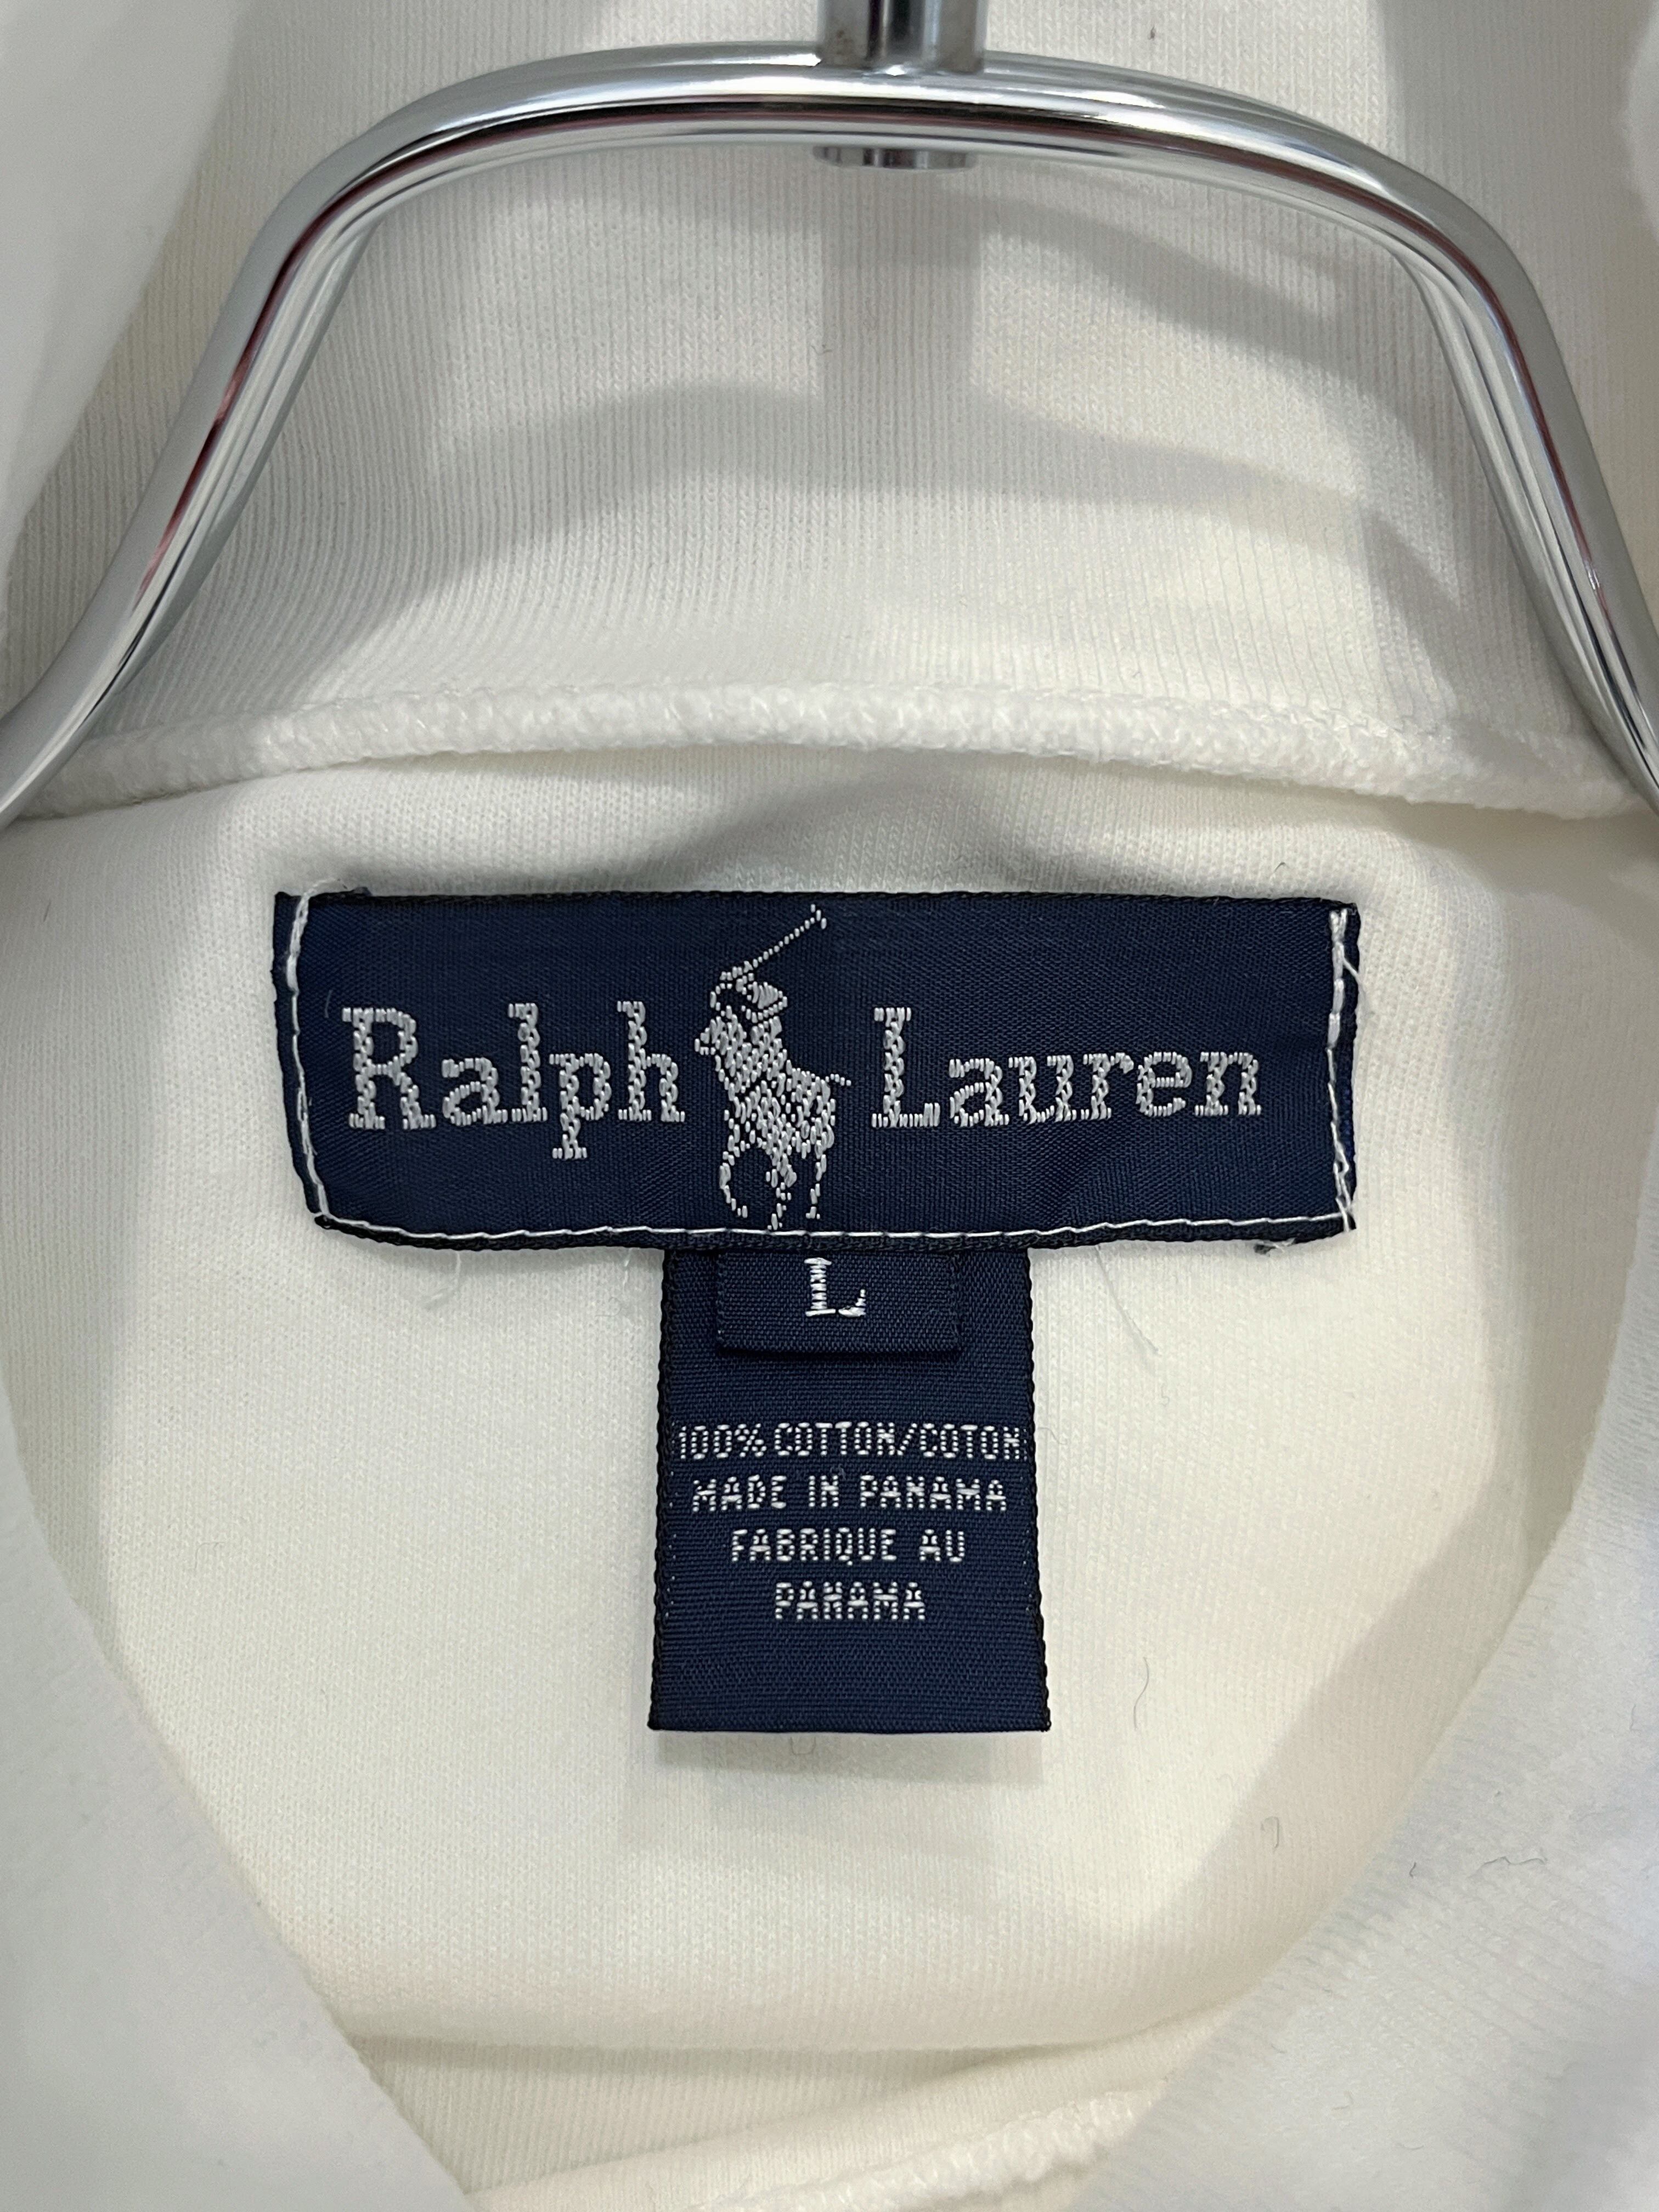 Ralph Lauren
L
100% COTTON/COTON
MADE IN PANAMA
FABRIQUE AU
PANAMA